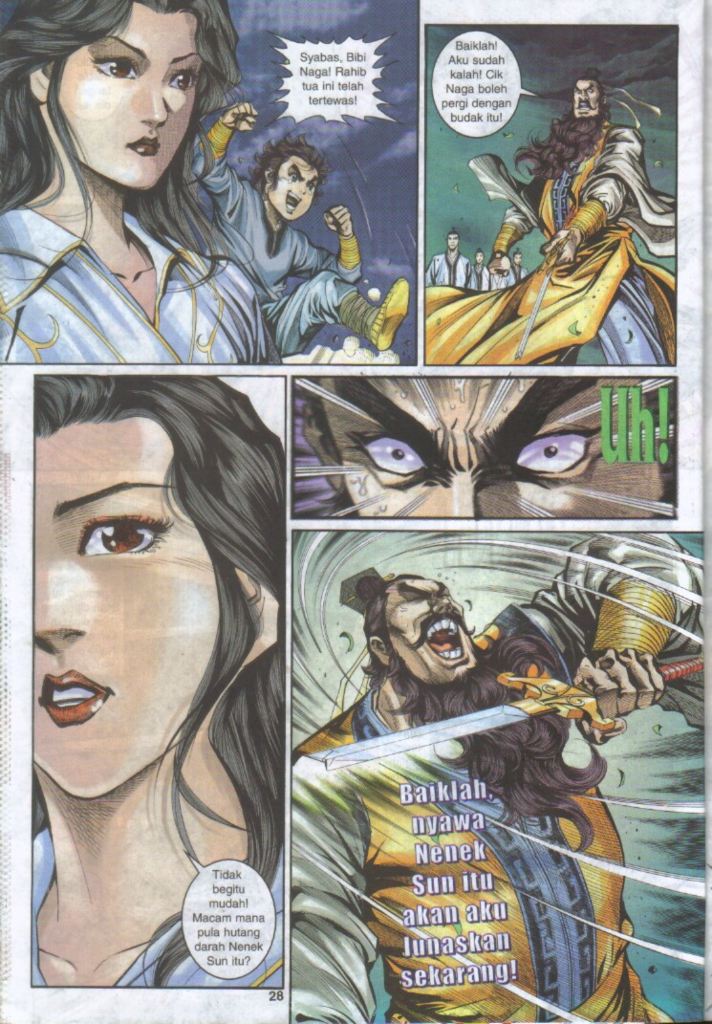 Syabas, Bibi
Naga! Rahib
tua ini telah
tertewas!
Baiklah!
Aku sudah
kalah! Cik
Naga boleh
pergi dengan
budak itu!
Uh!
Tidak
begitu
mudah!
Macam mana
pula hutang
darah Nenek
Sun itu?
Baiklah,
nyawa
Nenek
Sun itu
akan aku
lunaskan
sekarang!
28